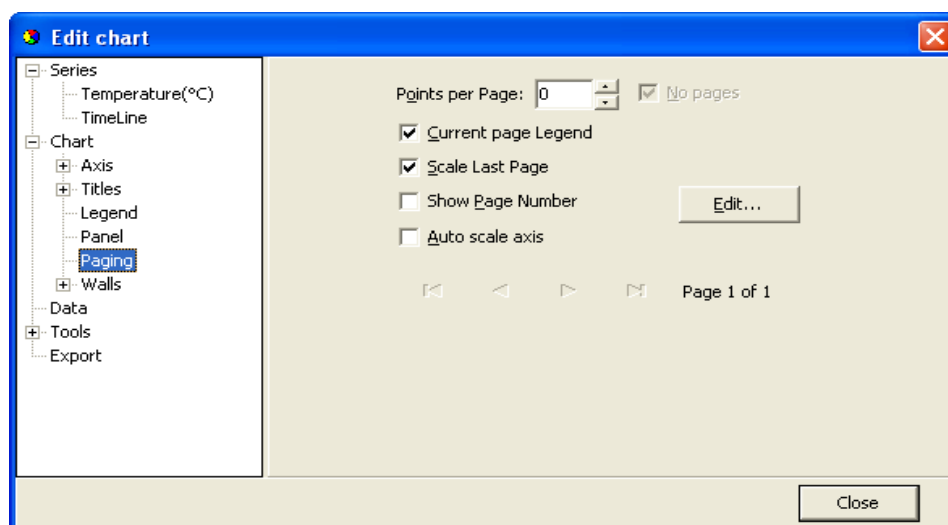 Edit chart
Series
Temperature(°C)
TimeLine
Chart
Axis
Titles
Legend
Panel
Paging
Walls
Data
Tools
Export
Points per Page: 0 No pages
Current page Legend
Scale Last Page
Show Page Number Edit...
Auto scale axis
Page 1 of 1
Close